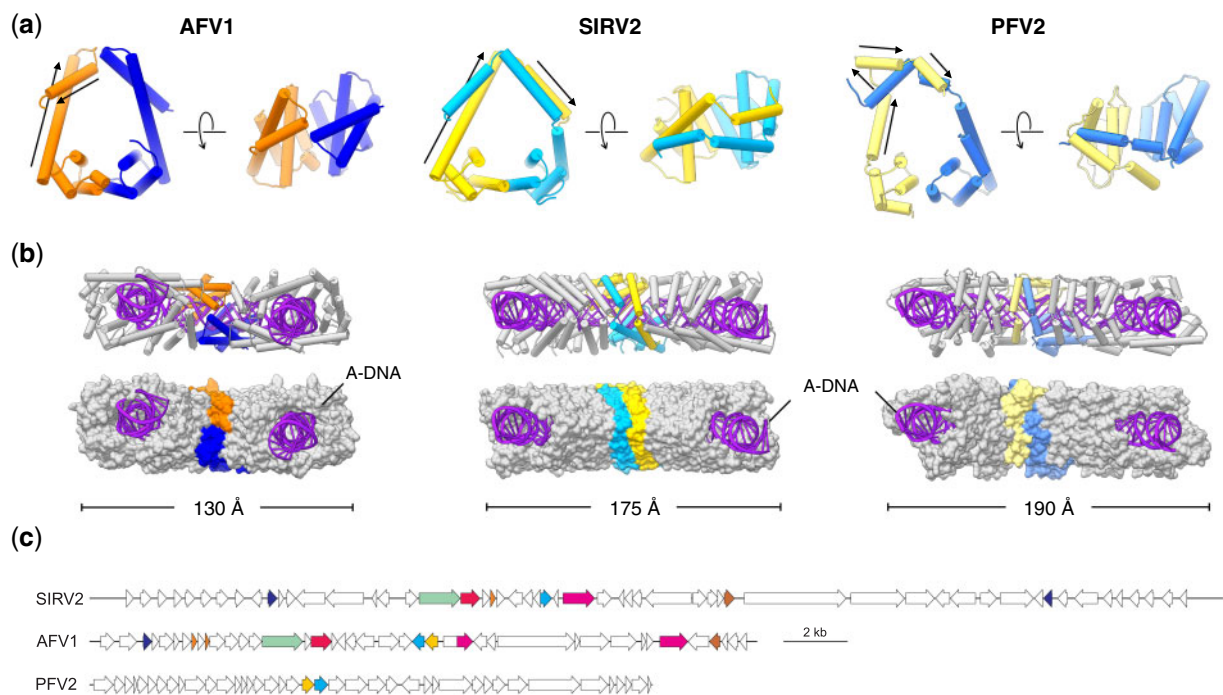 (a)
AFV1 SIRV2 PFV2
(b)
A-DNA A-DNA
130 Å 175 Å 190 Å
(c)
SIRV2
AFV1 2 kb
PFV2